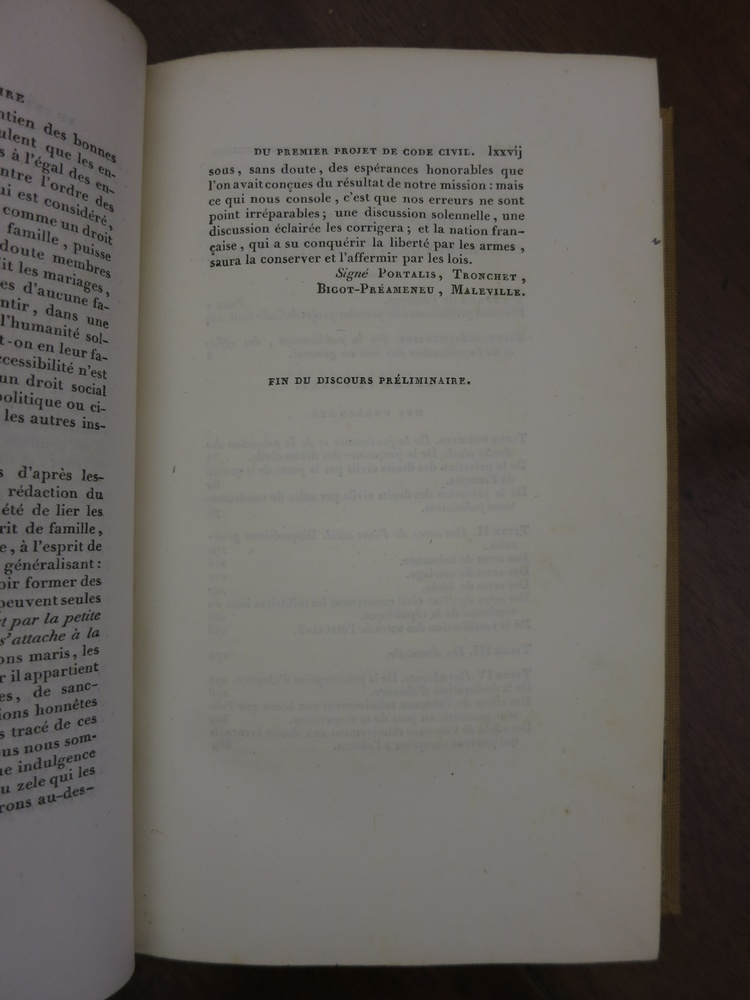 IRE
ntien des bonnes
ulent que les en-
s à l'égal des en-
ntre l'ordre des
ui est considéré,
comme un droit
famille, puisse
doute membres
it les mariages,
es d'aucune fa-
ntir, dans une
l'humanité sol-
t-on en leur fa-
ccessibilité n'est
un droit social
politique ou ci-
les autres ins-
s d'après les-
rédaction du
été de lier les
rit de famille,
e, à l'esprit de
généralisant:
oir former des
peuvent seules
t par la petite
s'attache à la
ons maris, les
r il appartient
es, de sanc-
ions honnêtes
s tracé de ces
ous nous som-
ue indulgence
u zele qui les
rons au-des-
DU PREMIER PROJET DE CODE CIVIL. lxxvij
sous, sans doute, des espérances honorables que
l'on avait conçues du résultat de notre mission: mais
ce qui nous console, c'est que nos erreurs ne sont
point irréparables; une discussion solennelle, une
discussion éclairée les corrigera; et la nation fran-
çaise, qui a su conquérir la liberté par les armes,
saura la conserver et l'affermir par les lois.
Signé PORTALIS, TRONCHET,
BIGOT-PRÉAMENEU, MALEVILLE.
FIN DU DISCOURS PRÉLIMINAIRE.